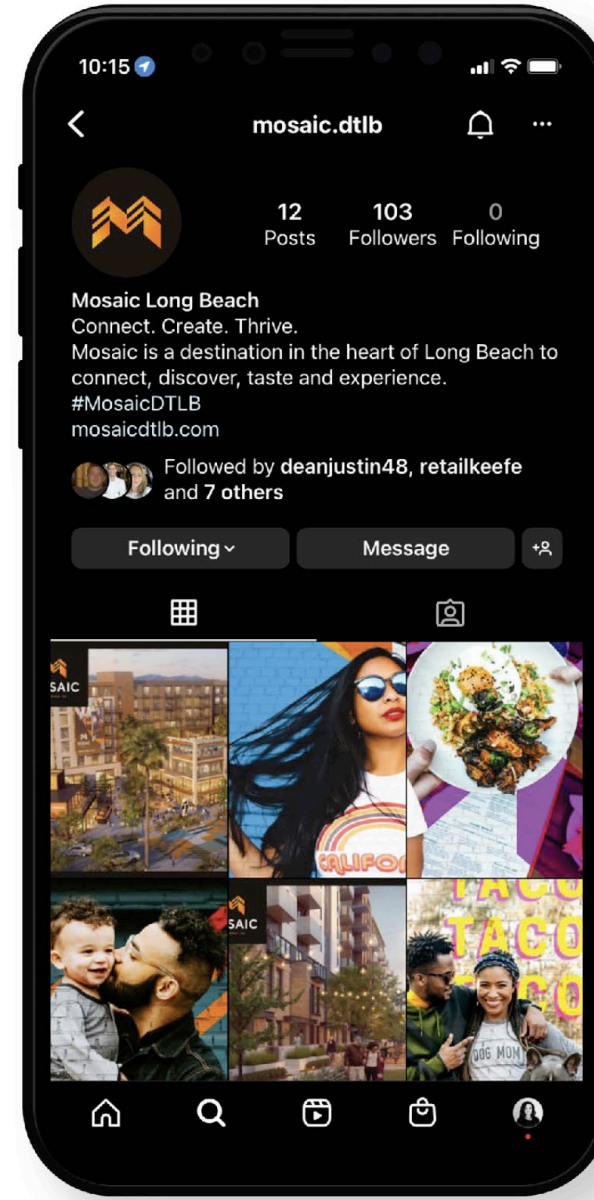 10:15
mosaic.dtlb
12
103
0
Posts
Followers
Following
Mosaic Long Beach
Connect. Create. Thrive.
Mosaic is a destination in the heart of Long Beach to
connect, discover, taste and experience.
#MosaicDTLB
mosaicdtlb.com
Followed by deanjustin48, retailkeefe
and 7 others
Following
Message
SAIC
CALIFO
SAIC
TACO
TACO
TACO
DOG MOM